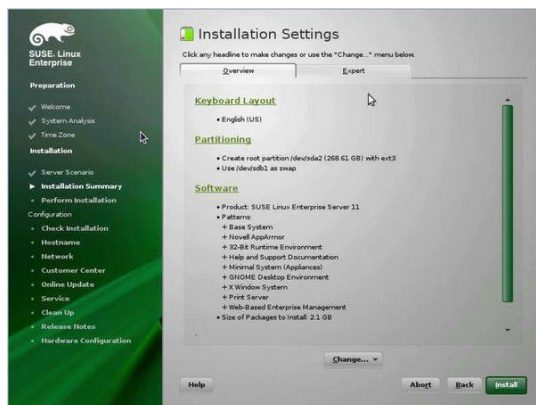 SUSE. Linux
Enterprise
Preparation
Welcome
System Analysis
Time Zone
Installation
Server Scenario
Installation Summary
Perform Installation
Configuration
Check Installation
Hostname
Network
Customer Center
Online Update
Service
Clean Up
Release Notes
Hardware Configuration
Installation Settings
Click any headline to make changes or use the "Change..." menu below.
Overview
Expert
Keyboard Layout
• English (US)
Partitioning
• Create root partition /dev/sda2 (268.61 GB) with ext3
• Use /dev/sdb1 as swap
Software
• Product: SUSE Linux Enterprise Server 11
• Patterns:
+ Base System
+ Novell AppArmor
+ 32-Bit Runtime Environment
+ Help and Support Documentation
+ Minimal System (Appliances)
+ GNOME Desktop Environment
+ X Window System
+ Print Server
+ Web-Based Enterprise Management
• Size of Packages to Install: 2.1 GB
Change...
Help
Abort
Back
Install